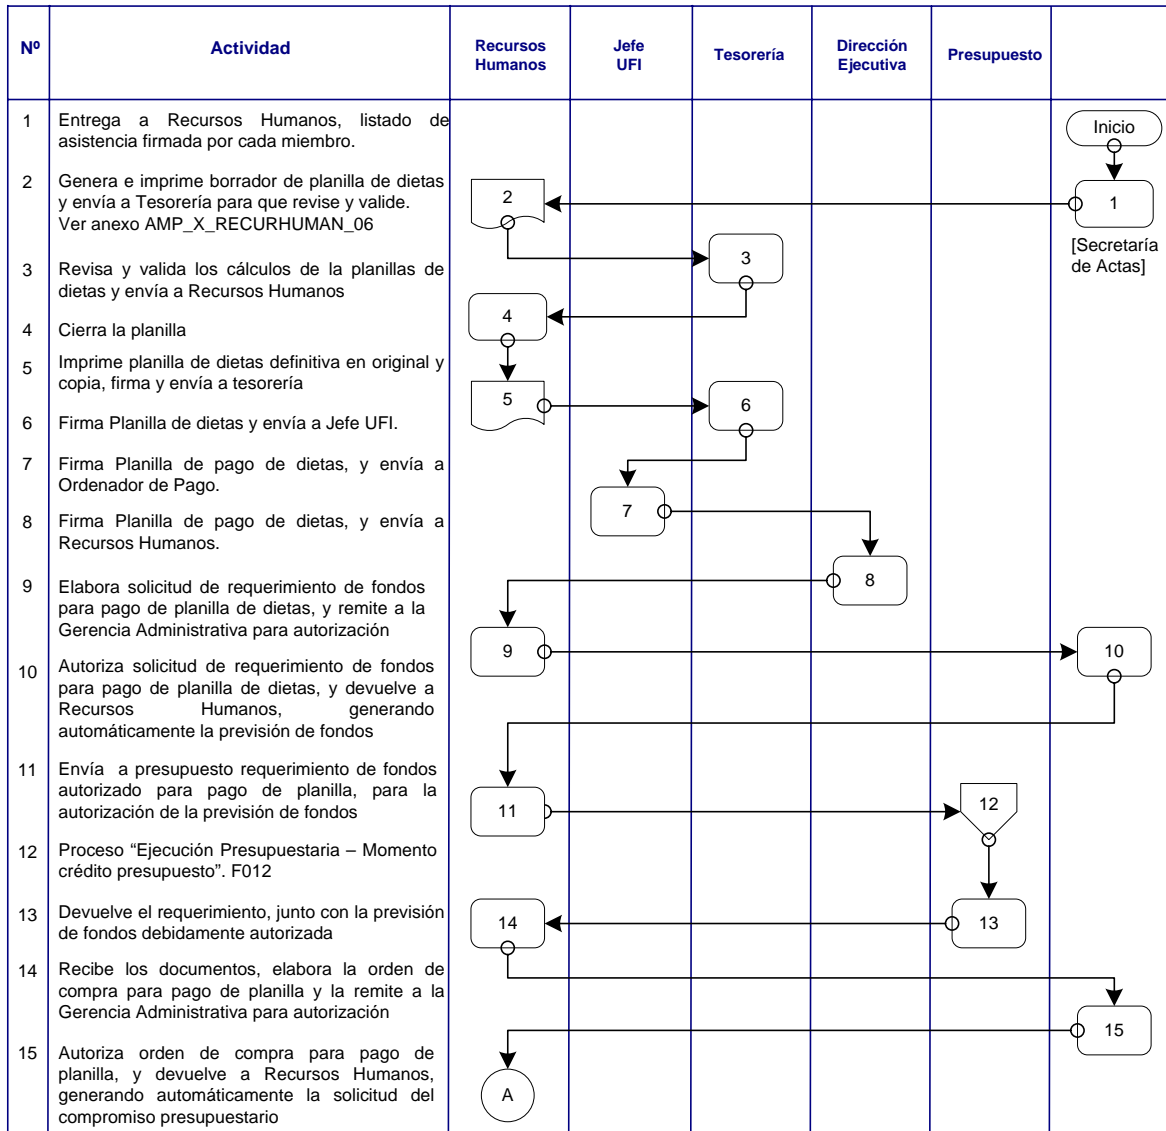 Nº
Actividad
Recursos
Humanos
Jefe
UFI
Tesorería
Dirección
Ejecutiva
Presupuesto
1
Entrega a Recursos Humanos, listado de
asistencia firmada por cada miembro.
2
Genera e imprime borrador de planilla de dietas
y envía a Tesorería para que revise y valide.
Ver anexo AMP_X_RECURHUMAN_06
3
Revisa y valida los cálculos de la planillas de
dietas y envía a Recursos Humanos
4
Cierra la planilla
5
Imprime planilla de dietas definitiva en original y
copia, firma y envía a tesorería
6
Firma Planilla de dietas y envía a Jefe UFI.
7
Firma Planilla de pago de dietas, y envía a
Ordenador de Pago.
8
Firma Planilla de pago de dietas, y envía a
Recursos Humanos.
9
Elabora solicitud de requerimiento de fondos
para pago de planilla de dietas, y remite a la
Gerencia Administrativa para autorización
10
Autoriza solicitud de requerimiento de fondos
para pago de planilla de dietas, y devuelve a
Recursos Humanos, generando
automáticamente la previsión de fondos
11
Envía a presupuesto requerimiento de fondos
autorizado para pago de planilla, para la
autorización de la previsión de fondos
12
Proceso “Ejecución Presupuestaria – Momento
crédito presupuesto”. F012
13
Devuelve el requerimiento, junto con la previsión
de fondos debidamente autorizada
14
Recibe los documentos, elabora la orden de
compra para pago de planilla y la remite a la
Gerencia Administrativa para autorización
15
Autoriza orden de compra para pago de
planilla, y devuelve a Recursos Humanos,
generando automáticamente la solicitud del
compromiso presupuestario
Inicio
1
[Secretaría
de Actas]
2
3
4
5
6
7
8
9
10
11
12
13
14
15
A